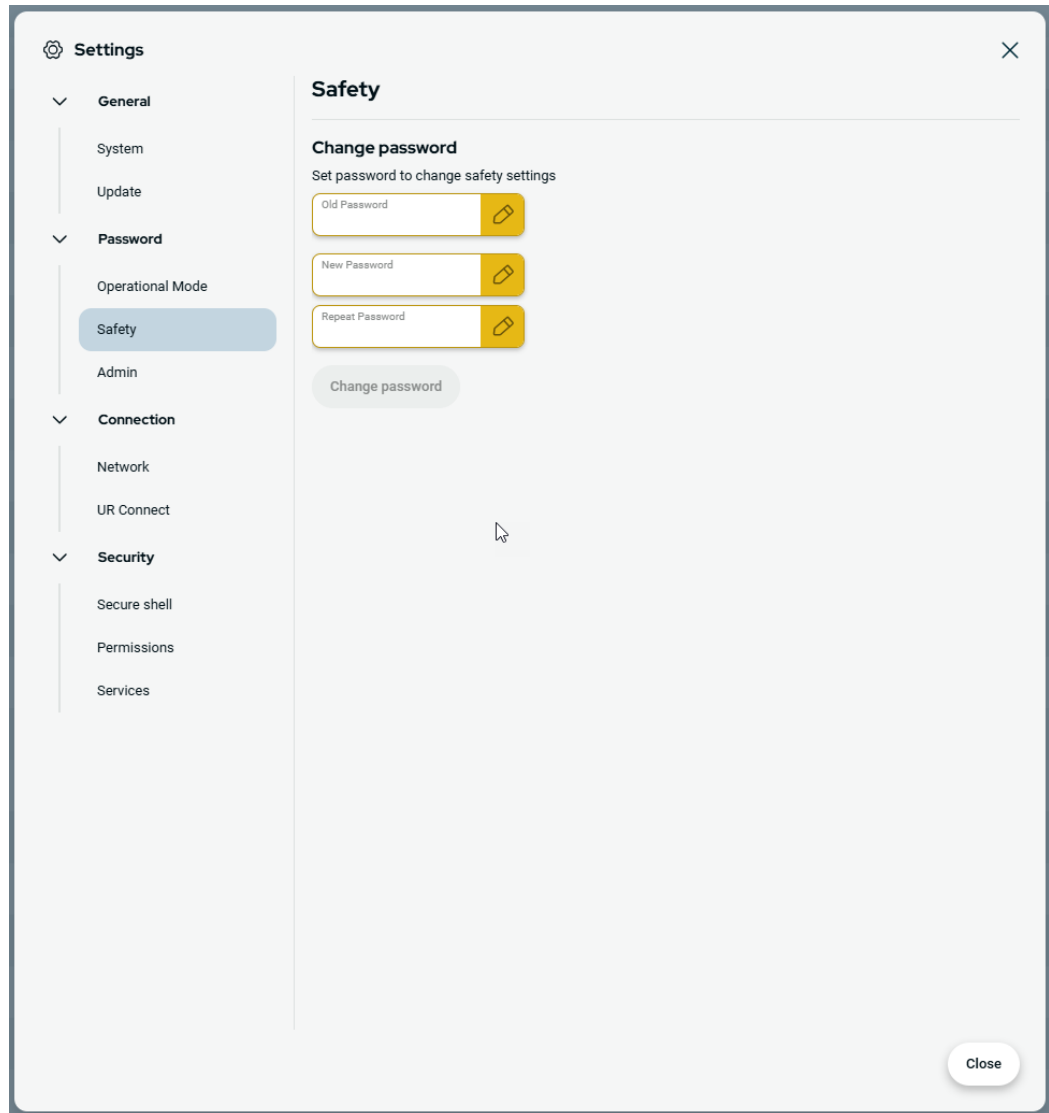 Settings
General
System
Update
Password
Operational Mode
Safety
Admin
Connection
Network
UR Connect
Security
Secure shell
Permissions
Services
Safety
Change password
Set password to change safety settings
Old Password
New Password
Repeat Password
Change password
Close